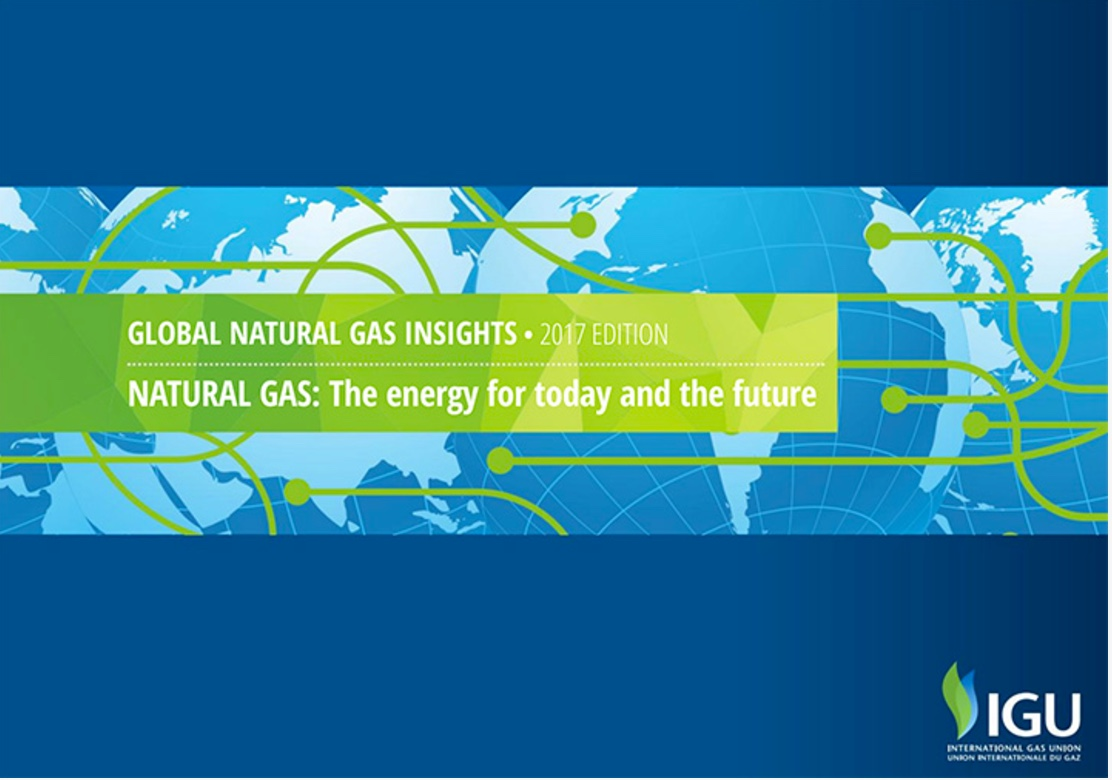 GLOBAL NATURAL GAS INSIGHTS • 2017 EDITION
NATURAL GAS: The energy for today and the future
IGU
INTERNATIONAL GAS UNION
UNION INTERNATIONALE DU GAZ